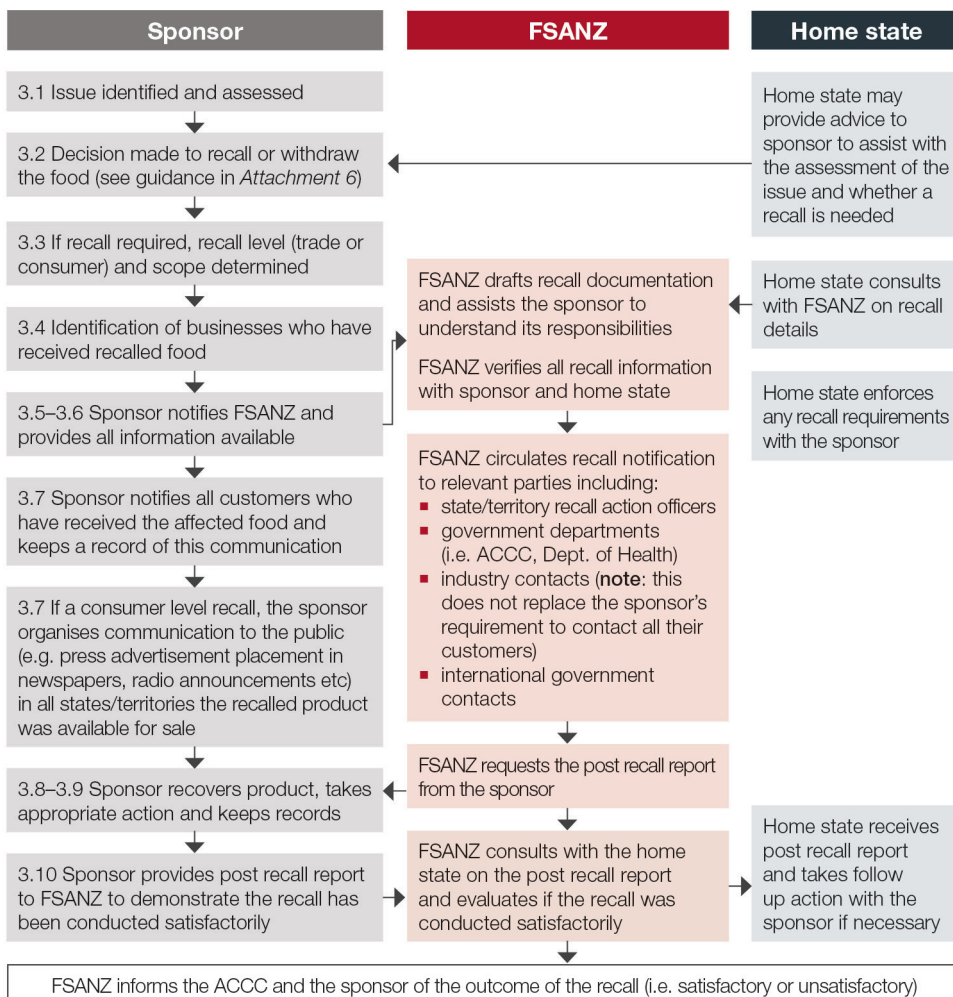 Sponsor
3.1 Issue identified and assessed
3.2 Decision made to recall or withdraw
the food (see guidance in Attachment 6)
3.3 If recall required, recall level (trade or
consumer) and scope determined
3.4 Identification of businesses who have
received recalled food
3.5–3.6 Sponsor notifies FSANZ and
provides all information available
3.7 Sponsor notifies all customers who
have received the affected food and
keeps a record of this communication
3.7 If a consumer level recall, the sponsor
organises communication to the public
(e.g. press advertisement placement in
newspapers, radio announcements etc)
in all states/territories the recalled product
was available for sale
3.8–3.9 Sponsor recovers product, takes
appropriate action and keeps records
3.10 Sponsor provides post recall report
to FSANZ to demonstrate the recall has
been conducted satisfactorily
FSANZ
FSANZ drafts recall documentation
and assists the sponsor to
understand its responsibilities
FSANZ verifies all recall information
with sponsor and home state
FSANZ circulates recall notification
to relevant parties including:
▪ state/territory recall action officers
▪ government departments
(i.e. ACCC, Dept. of Health)
▪ industry contacts (note: this
does not replace the sponsor's
requirement to contact all their
customers)
▪ international government
contacts
FSANZ requests the post recall report
from the sponsor
FSANZ consults with the home
state on the post recall report
and evaluates if the recall was
conducted satisfactorily
Home state
Home state may
provide advice to
sponsor to assist with
the assessment of the
issue and whether a
recall is needed
Home state consults
with FSANZ on recall
details
Home state enforces
any recall requirements
with the sponsor
Home state receives
post recall report
and takes follow
up action with the
sponsor if necessary
FSANZ informs the ACCC and the sponsor of the outcome of the recall (i.e. satisfactory or unsatisfactory)